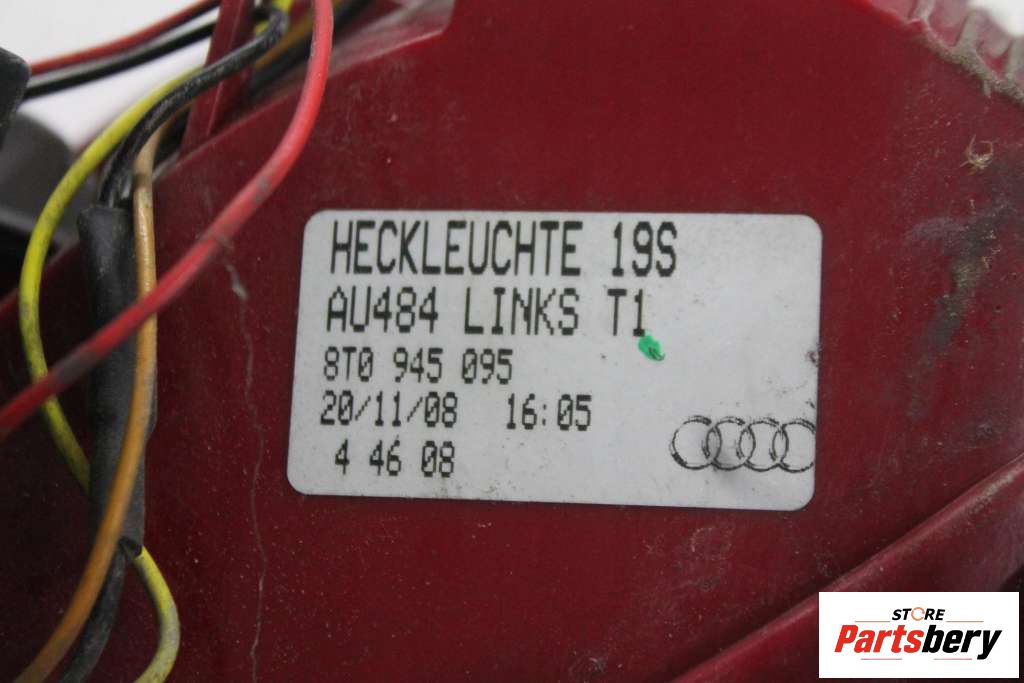 HECKLEUCHTE 19S
AU484 LINKS T1
8T0 945 095
20/11/08 16:05
4 46 08
STORE
Partsbery